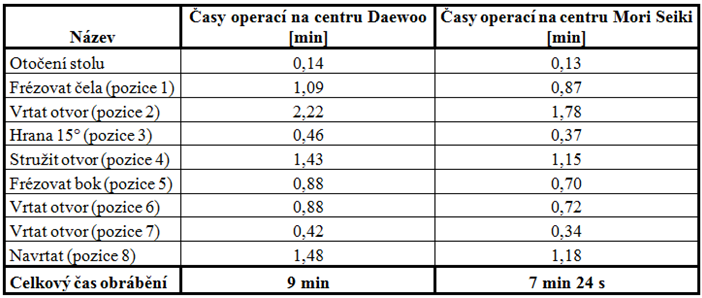 Název Časy operací na centru Daewoo [min] Časy operací na centru Mori Seiki [min]
Otočení stolu 0,14 0,13
Frézovat čela (pozice 1) 1,09 0,87
Vrtat otvor (pozice 2) 2,22 1,78
Hrana 15° (pozice 3) 0,46 0,37
Stružit otvor (pozice 4) 1,43 1,15
Frézovat bok (pozice 5) 0,88 0,70
Vrtat otvor (pozice 6) 0,88 0,72
Vrtat otvor (pozice 7) 0,42 0,34
Navrtat (pozice 8) 1,48 1,18
Celkový čas obrábění 9 min 7 min 24 s